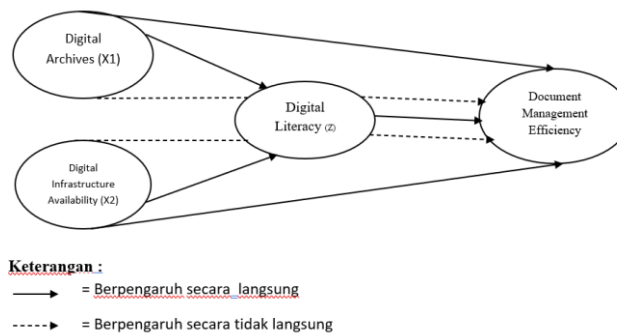 Digital
Archives (X1)
Digital
Literacy (Z)
Document
Management
Efficiency
Digital
Infrastructure
Availability (X2)
Keterangan :
= Berpengaruh secara langsung
= Berpengaruh secara tidak langsung